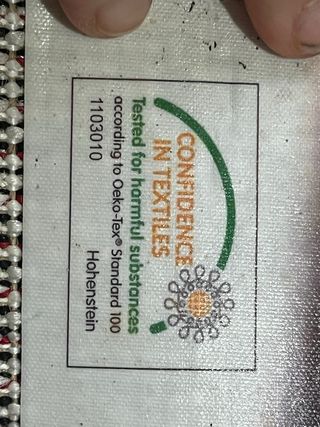 CONFIDENCE
IN TEXTILES
Tested for harmful substances
according to Oeko-Tex® Standard 100
1103010 Hohenstein